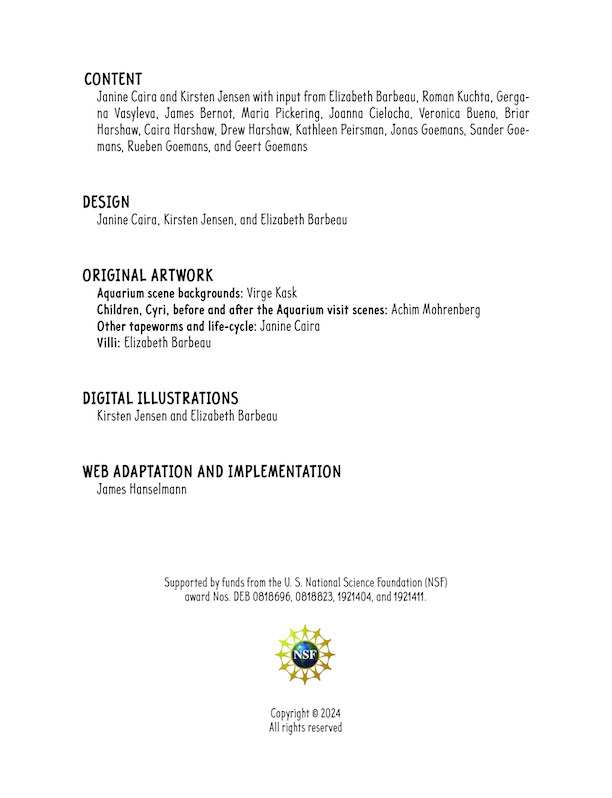 CONTENT
Janine Caira and Kirsten Jensen with input from Elizabeth Barbeau, Roman Kuchta, Gerga-
na Vasyleva, James Bernot, Maria Pickering, Joanna Cielocha, Veronica Bueno, Briar
Harshaw, Caira Harshaw, Drew Harshaw, Kathleen Peirsman, Jonas Goemans, Sander Goe-
mans, Rueben Goemans, and Geert Goemans
DESIGN
Janine Caira, Kirsten Jensen, and Elizabeth Barbeau
ORIGINAL ARTWORK
Aquarium scene backgrounds: Virge Kask
Children, Cyri, before and after the Aquarium visit scenes: Achim Mohrenberg
Other tapeworms and life-cycle: Janine Caira
Villi: Elizabeth Barbeau
DIGITAL ILLUSTRATIONS
Kirsten Jensen and Elizabeth Barbeau
WEB ADAPTATION AND IMPLEMENTATION
James Hanselmann
Supported by funds from the U. S. National Science Foundation (NSF)
award Nos. DEB 0818696, 0818823, 1921404, and 1921411.
NSF
Copyright © 2024
All rights reserved